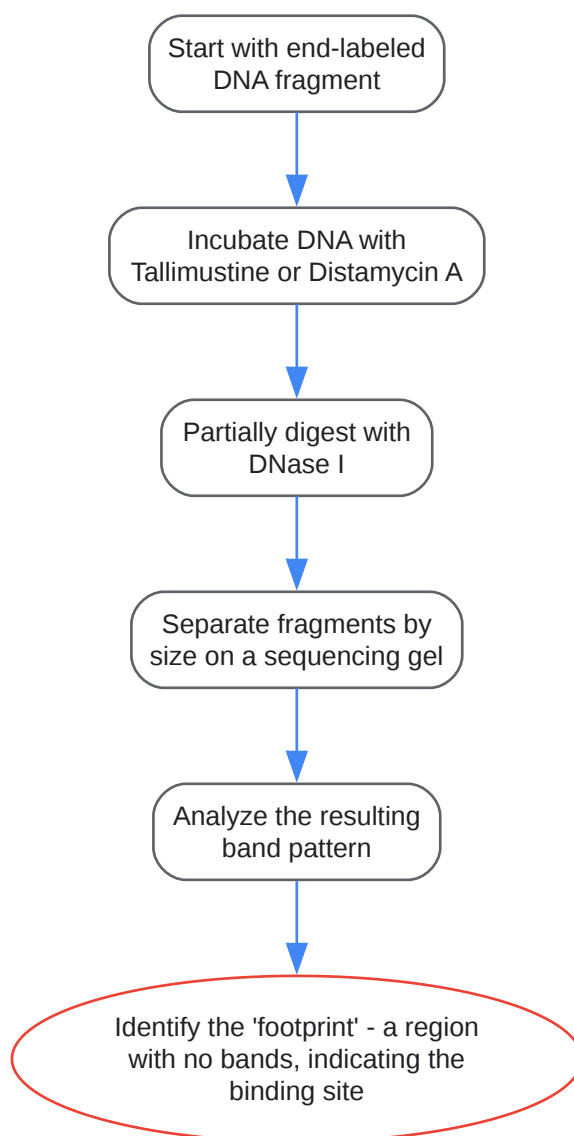 Start with end-labeled
DNA fragment
Incubate DNA with
Tallimustine or Distamycin A
Partially digest with
DNase I
Separate fragments by
size on a sequencing gel
Analyze the resulting
band pattern
Identify the 'footprint' - a region
with no bands, indicating the
binding site